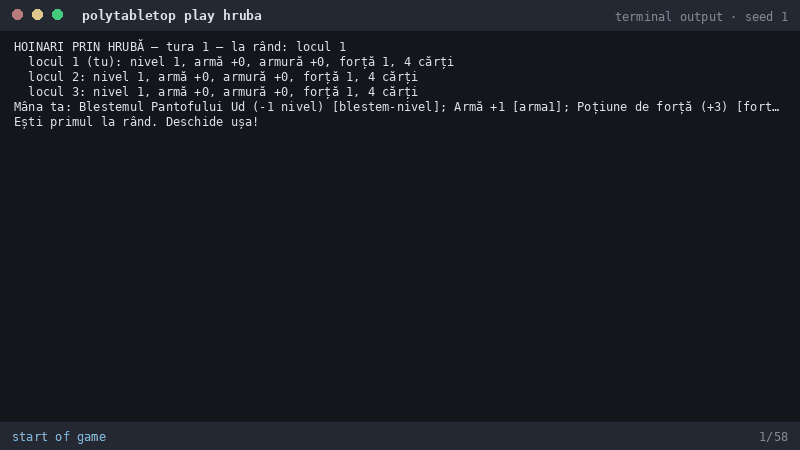 polytabletop play hruba
terminal output · seed 1
HOINARI PRIN HRUBĂ — tura 1 — la rând: locul 1
locul 1 (tu): nivel 1, armă +0, armură +0, forță 1, 4 cărți
locul 2: nivel 1, armă +0, armură +0, forță 1, 4 cărți
locul 3: nivel 1, armă +0, armură +0, forță 1, 4 cărți
Mâna ta: Blestemul Pantofului Ud (-1 nivel) [blestem-nivel]; Armă +1 [arma1]; Poțiune de forță (+3) [fort…
Ești primul la rând. Deschide ușa!
start of game
1/58